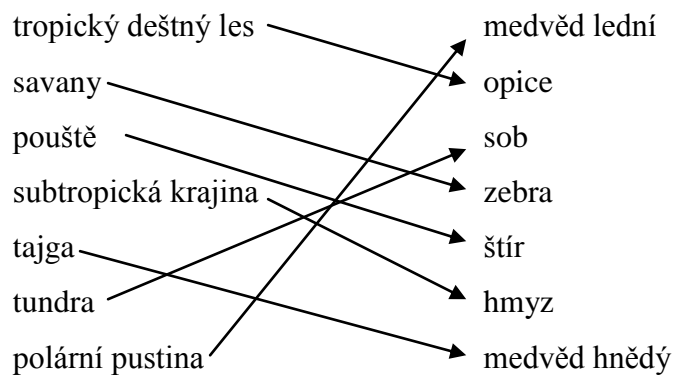 tropický deštný les medvěd lední
savany opice
pouště sob
subtropická krajina zebra
tajga štír
tundra hmyz
polární pustina medvěd hnědý